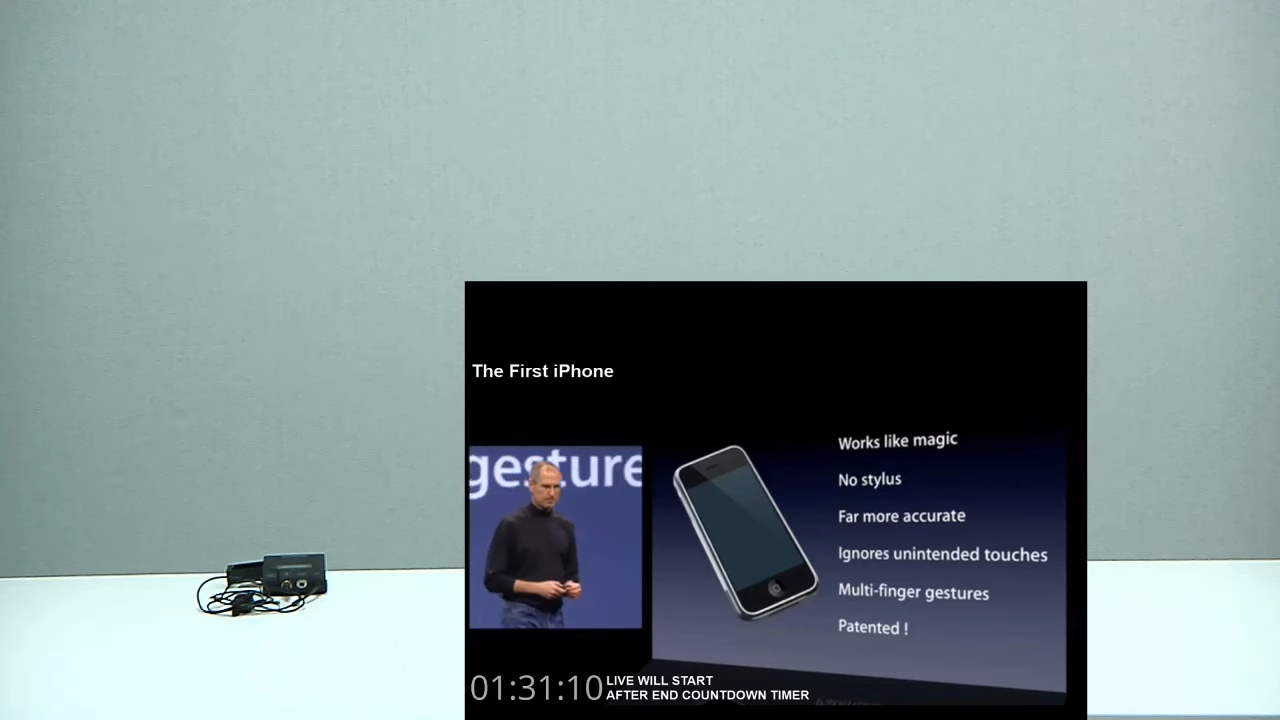 The First iPhone
gesture
Works like magic
No stylus
Far more accurate
Ignores unintended touches
Multi-finger gestures
Patented !
01:31:10
LIVE WILL START
AFTER END COUNTDOWN TIMER